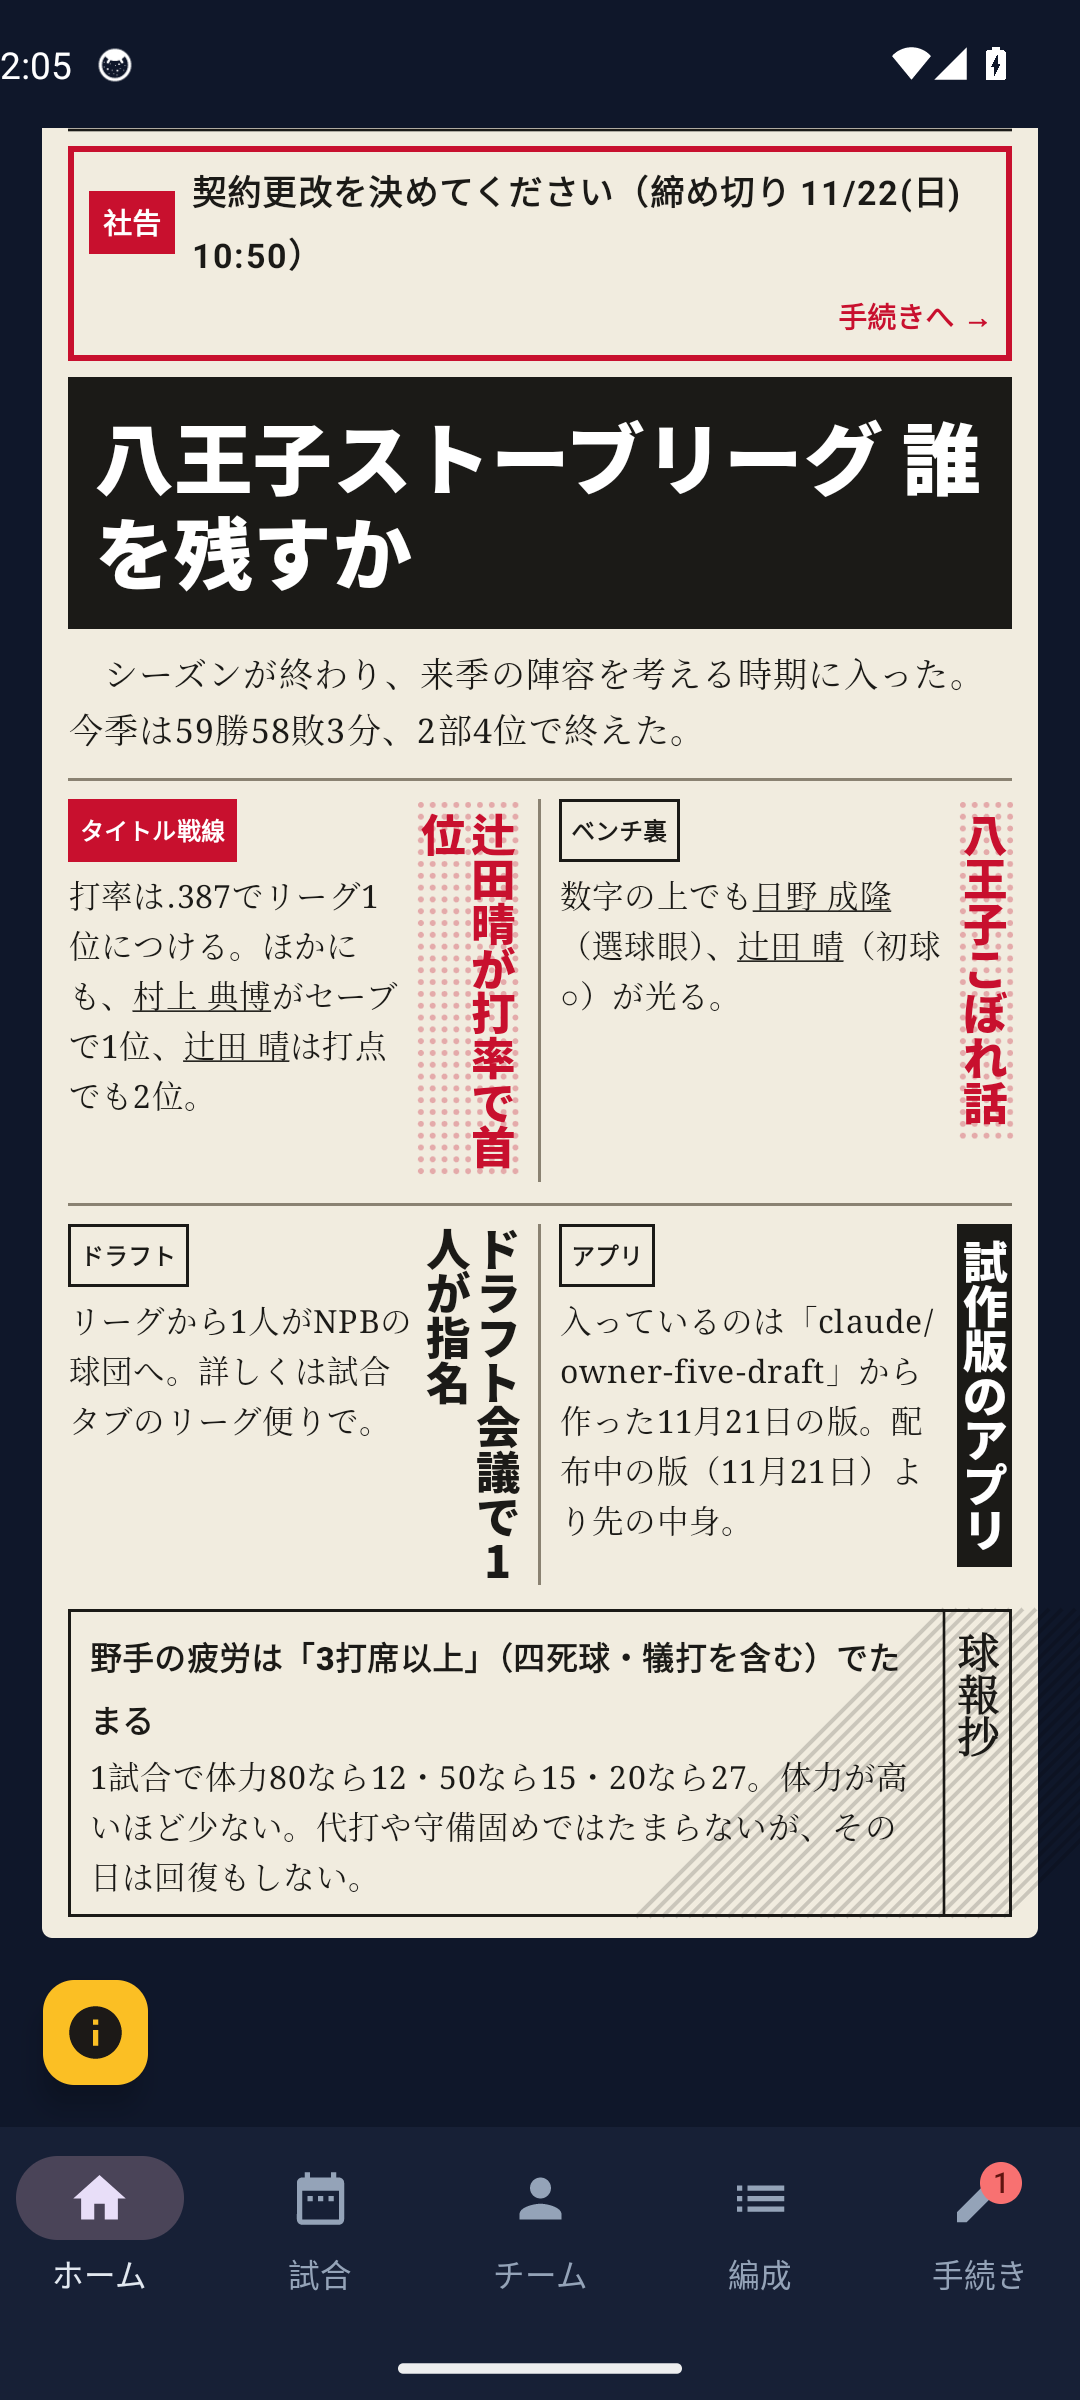 2:05
社告
契約更改を決めてください（締め切り 11/22(日)
10:50）
手続きへ →
八王子ストーブリーグ 誰
を残すか
シーズンが終わり、来季の陣容を考える時期に入った。
今季は59勝58敗3分、2部4位で終えた。
タイトル戦線
辻田晴が打率で首
位
打率は.387でリーグ1
位につける。ほかに
も、村上 典博がセーブ
で1位、辻田 晴は打点
でも2位。
ベンチ裏
八王子こぼれ話
数字の上でも日野 成隆
（選球眼）、辻田 晴（初球
○）が光る。
ドラフト
ドラフト会議で1
人が指名
リーグから1人がNPBの
球団へ。詳しくは試合
タブのリーグ便りで。
アプリ
試作版のアプリ
入っているのは「claude/
owner-five-draft」から
作った11月21日の版。配
布中の版（11月21日）よ
り先の中身。
球報抄
野手の疲労は「3打席以上」（四死球・犠打を含む）でた
まる
1試合で体力80なら12・50なら15・20なら27。体力が高
いほど少ない。代打や守備固めではたまらないが、その
日は回復もしない。
ホーム
試合
チーム
編成
1
手続き